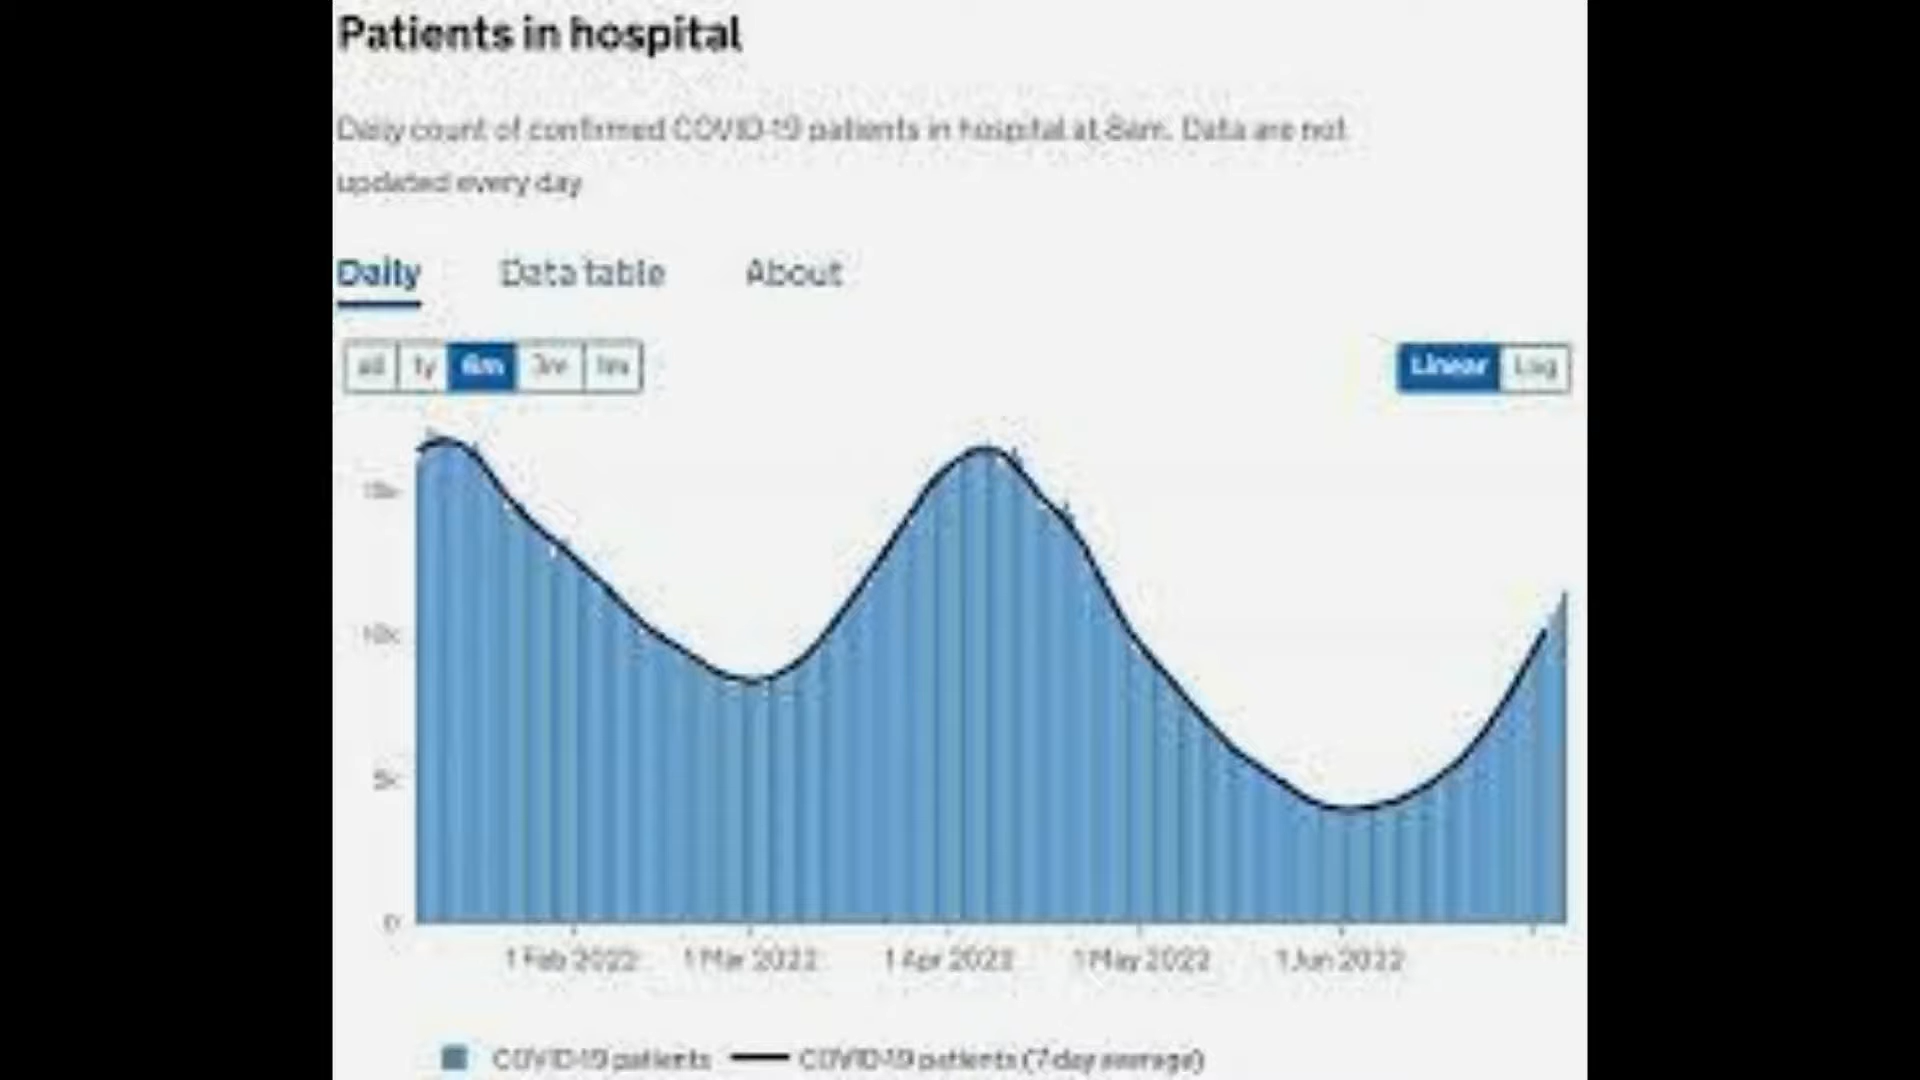 Patients in hospital
Daily count of confirmed COVID-19 patients in hospital at 8am. Data are not
updated every day
Daily Data table About
all 1y 6m 3m 1m Linear Log
15k
10k
5k
0
1 Feb 2022 1 Mar 2022 1 Apr 2022 1 May 2022 1 Jun 2022
COVID-19 patients COVID-19 patients (7-day average)